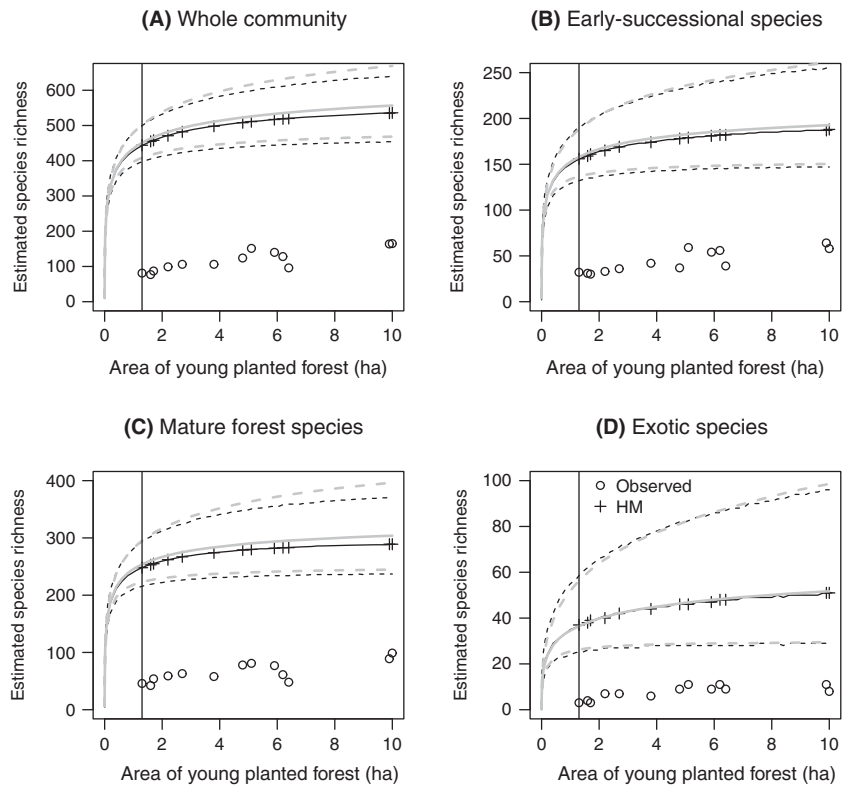 (A) Whole community
Estimated species richness
600
500
400
300
200
100
0
0 2 4 6 8 10
Area of young planted forest (ha)
(B) Early-successional species
Estimated species richness
250
200
150
100
50
0
0 2 4 6 8 10
Area of young planted forest (ha)
(C) Mature forest species
Estimated species richness
400
300
200
100
0
0 2 4 6 8 10
Area of young planted forest (ha)
(D) Exotic species
Estimated species richness
100
80
60
40
20
0
Observed
HM
0 2 4 6 8 10
Area of young planted forest (ha)